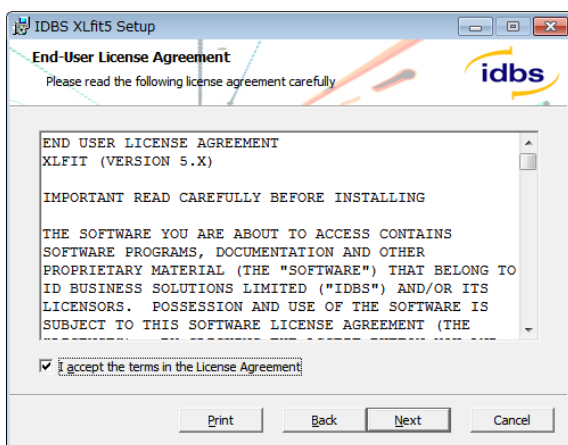 IDBS XLfit5 Setup
End-User License Agreement
Please read the following license agreement carefully
idbs
END USER LICENSE AGREEMENT
XLFIT (VERSION 5.X)
IMPORTANT READ CAREFULLY BEFORE INSTALLING
THE SOFTWARE YOU ARE ABOUT TO ACCESS CONTAINS
SOFTWARE PROGRAMS, DOCUMENTATION AND OTHER
PROPRIETARY MATERIAL (THE "SOFTWARE") THAT BELONG TO
ID BUSINESS SOLUTIONS LIMITED ("IDBS") AND/OR ITS
LICENSORS. POSSESSION AND USE OF THE SOFTWARE IS
SUBJECT TO THIS SOFTWARE LICENSE AGREEMENT (THE
I accept the terms in the License Agreement
Print Back Next Cancel